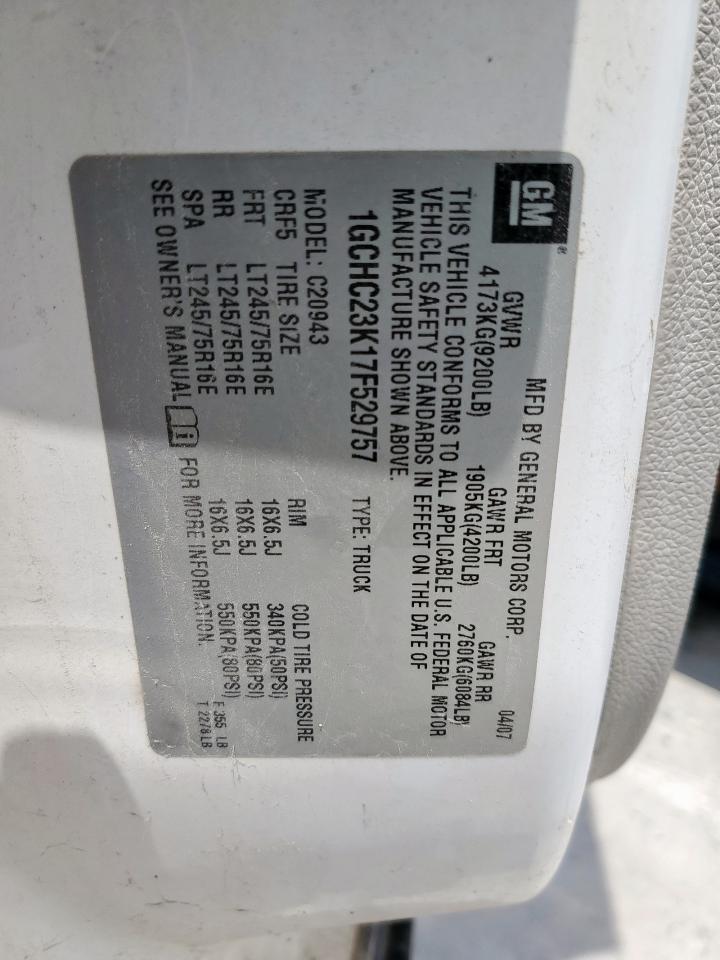 GM®
MFD BY GENERAL MOTORS CORP. 04/07
GVWR GAWR FRT GAWR RR
4173KG(9200LB) 1905KG(4200LB) 2760KG(6084LB)
THIS VEHICLE CONFORMS TO ALL APPLICABLE U.S. FEDERAL MOTOR
VEHICLE SAFETY STANDARDS IN EFFECT ON THE DATE OF
MANUFACTURE SHOWN ABOVE.
1GCHC23K17F529757 TYPE: TRUCK
MODEL: C20943
CRF5 TIRE SIZE RIM COLD TIRE PRESSURE
FRT LT245/75R16E 16X6.5J 340KPA(50PSI)
RR LT245/75R16E 16X6.5J 550KPA(80PSI)
SPA LT245/75R16E 16X6.5J 550KPA(80PSI)
SEE OWNER'S MANUAL FOR MORE INFORMATION.
F 355 LB
T 2278LB